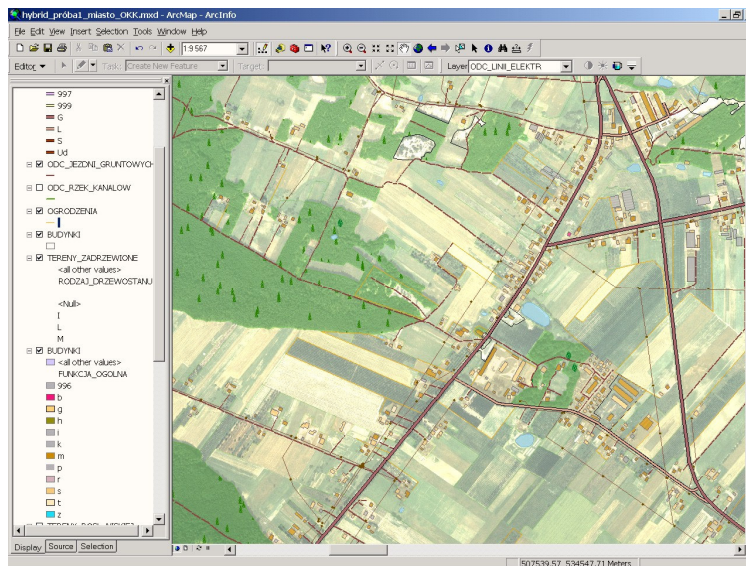 hybrid_próba1_miasto_OKK.mxd - ArcMap - ArcInfo
File Edit View Insert Selection Tools Window Help
1:9 567
Editor Task: Create New Feature Target: Layer ODC_LINII_ELEKTR
997
999
G
L
S
Ud
ODC_JEZDNI_GRUNTOWYCH
ODC_RZEK_KANALOW
OGRODZENIA
BUDYNKI
TERENY_ZADRZEWIONE
<all other values>
RODZAJ_DRZEWOSTANU
<Null>
I
L
M
BUDYNKI
<all other values>
FUNKCJA_OGOLNA
996
b
g
h
i
k
m
p
r
s
t
z
Display Source Selection
507539,57 534547,71 Meters